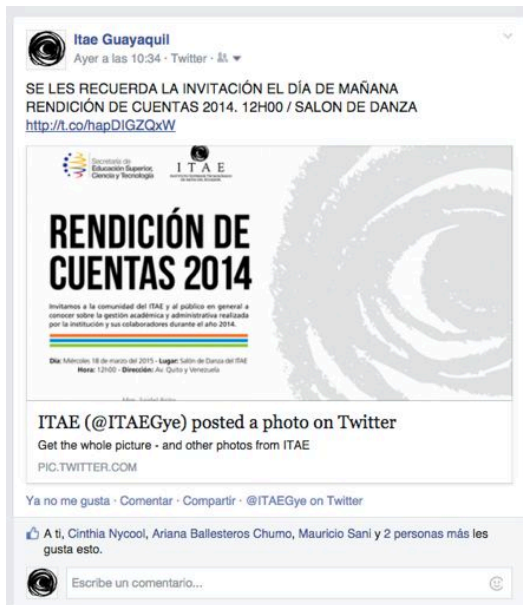 Itae Guayaquil
Ayer a las 10:34 · Twitter ·
SE LES RECUERDA LA INVITACIÓN EL DÍA DE MAÑANA
RENDICIÓN DE CUENTAS 2014. 12H00 / SALON DE DANZA
http://t.co/hapDIGZQxW
Secretaría de
Educación Superior,
Ciencia y Tecnología
ITAE
RENDICIÓN DE
CUENTAS 2014
Invitamos a la comunidad del ITAE y al público en general a
conocer sobre la gestión académica y administrativa realizada
por la institución y sus colaboradores durante el año 2014.
Día: Miércoles 18 de marzo del 2015 - Lugar: Salón de Danza del ITAE
Hora: 12h00 - Dirección: Av. Quito y Venezuela
ITAE (@ITAEGye) posted a photo on Twitter
Get the whole picture - and other photos from ITAE
PIC.TWITTER.COM
Ya no me gusta · Comentar · Compartir · @ITAEGye on Twitter
A ti, Cinthia Nycool, Ariana Ballesteros Chumo, Mauricio Sani y 2 personas más les
gusta esto.
Escribe un comentario...